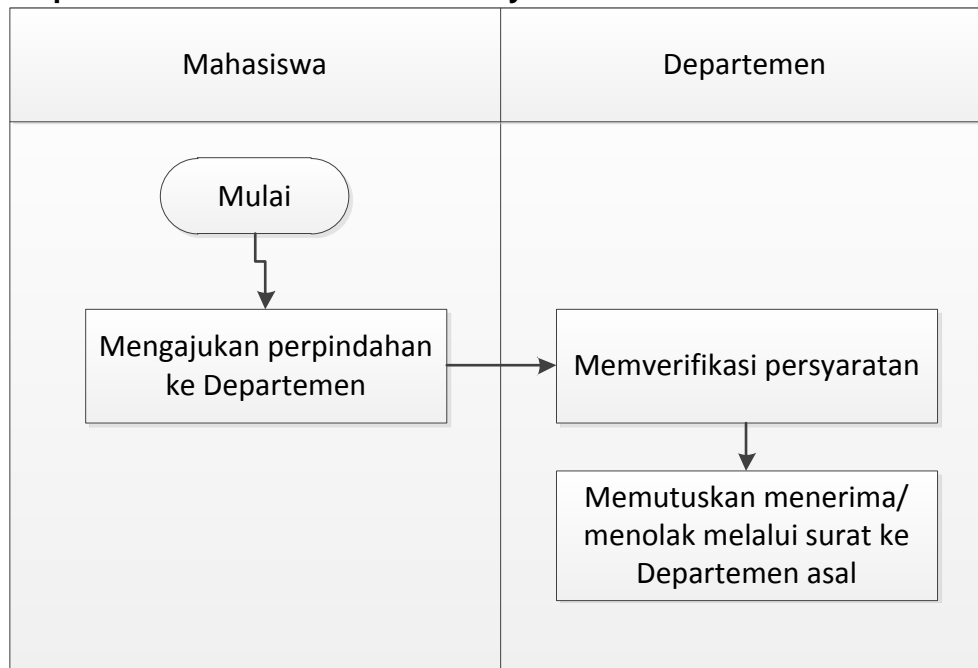 Mahasiswa
Departemen
Mulai
Mengajukan perpindahan
ke Departemen
Memverifikasi persyaratan
Memutuskan menerima/
menolak melalui surat ke
Departemen asal